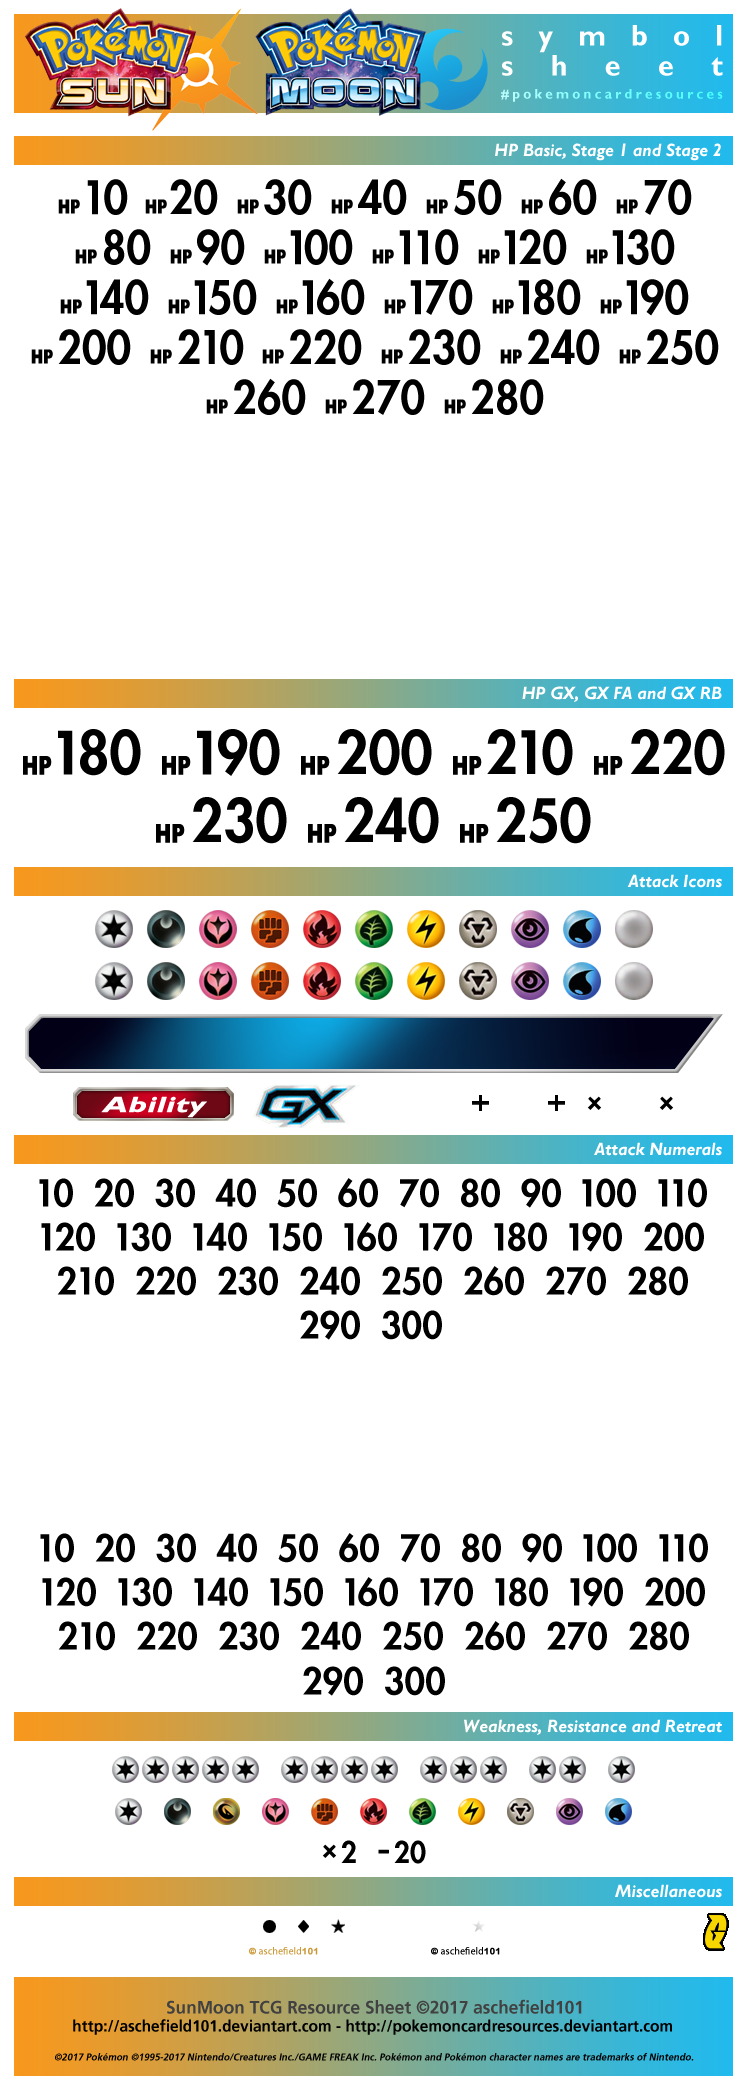 POKéMON SUN POKéMON MOON
symbol
sheet
#pokemoncardresources
HP Basic, Stage 1 and Stage 2
HP 10 HP 20 HP 30 HP 40 HP 50 HP 60 HP 70
HP 80 HP 90 HP 100 HP 110 HP 120 HP 130
HP 140 HP 150 HP 160 HP 170 HP 180 HP 190
HP 200 HP 210 HP 220 HP 230 HP 240 HP 250
HP 260 HP 270 HP 280
HP GX, GX FA and GX RB
HP 180 HP 190 HP 200 HP 210 HP 220
HP 230 HP 240 HP 250
Attack Icons
Ability GX + + × ×
Attack Numerals
10 20 30 40 50 60 70 80 90 100 110
120 130 140 150 160 170 180 190 200
210 220 230 240 250 260 270 280
290 300
10 20 30 40 50 60 70 80 90 100 110
120 130 140 150 160 170 180 190 200
210 220 230 240 250 260 270 280
290 300
Weakness, Resistance and Retreat
×2 -20
Miscellaneous
© aschefield101 © aschefield101
SunMoon TCG Resource Sheet ©2017 aschefield101
http://aschefield101.deviantart.com - http://pokemoncardresources.deviantart.com
©2017 Pokémon ©1995-2017 Nintendo/Creatures Inc./GAME FREAK Inc. Pokémon and Pokémon character names are trademarks of Nintendo.